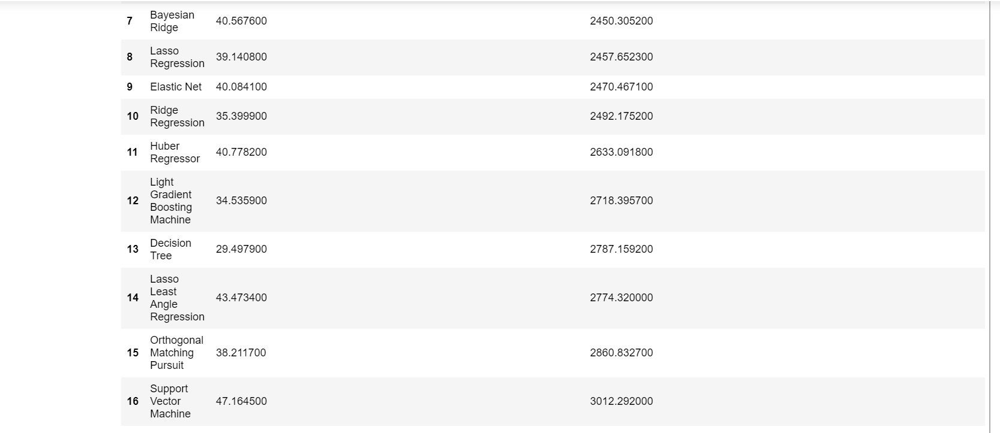 7 Bayesian Ridge 40.567600 2450.305200
8 Lasso Regression 39.140800 2457.652300
9 Elastic Net 40.084100 2470.467100
10 Ridge Regression 35.399900 2492.175200
11 Huber Regressor 40.778200 2633.091800
12 Light Gradient Boosting Machine 34.535900 2718.395700
13 Decision Tree 29.497900 2787.159200
14 Lasso Least Angle Regression 43.473400 2774.320000
15 Orthogonal Matching Pursuit 38.211700 2860.832700
16 Support Vector Machine 47.164500 3012.292000